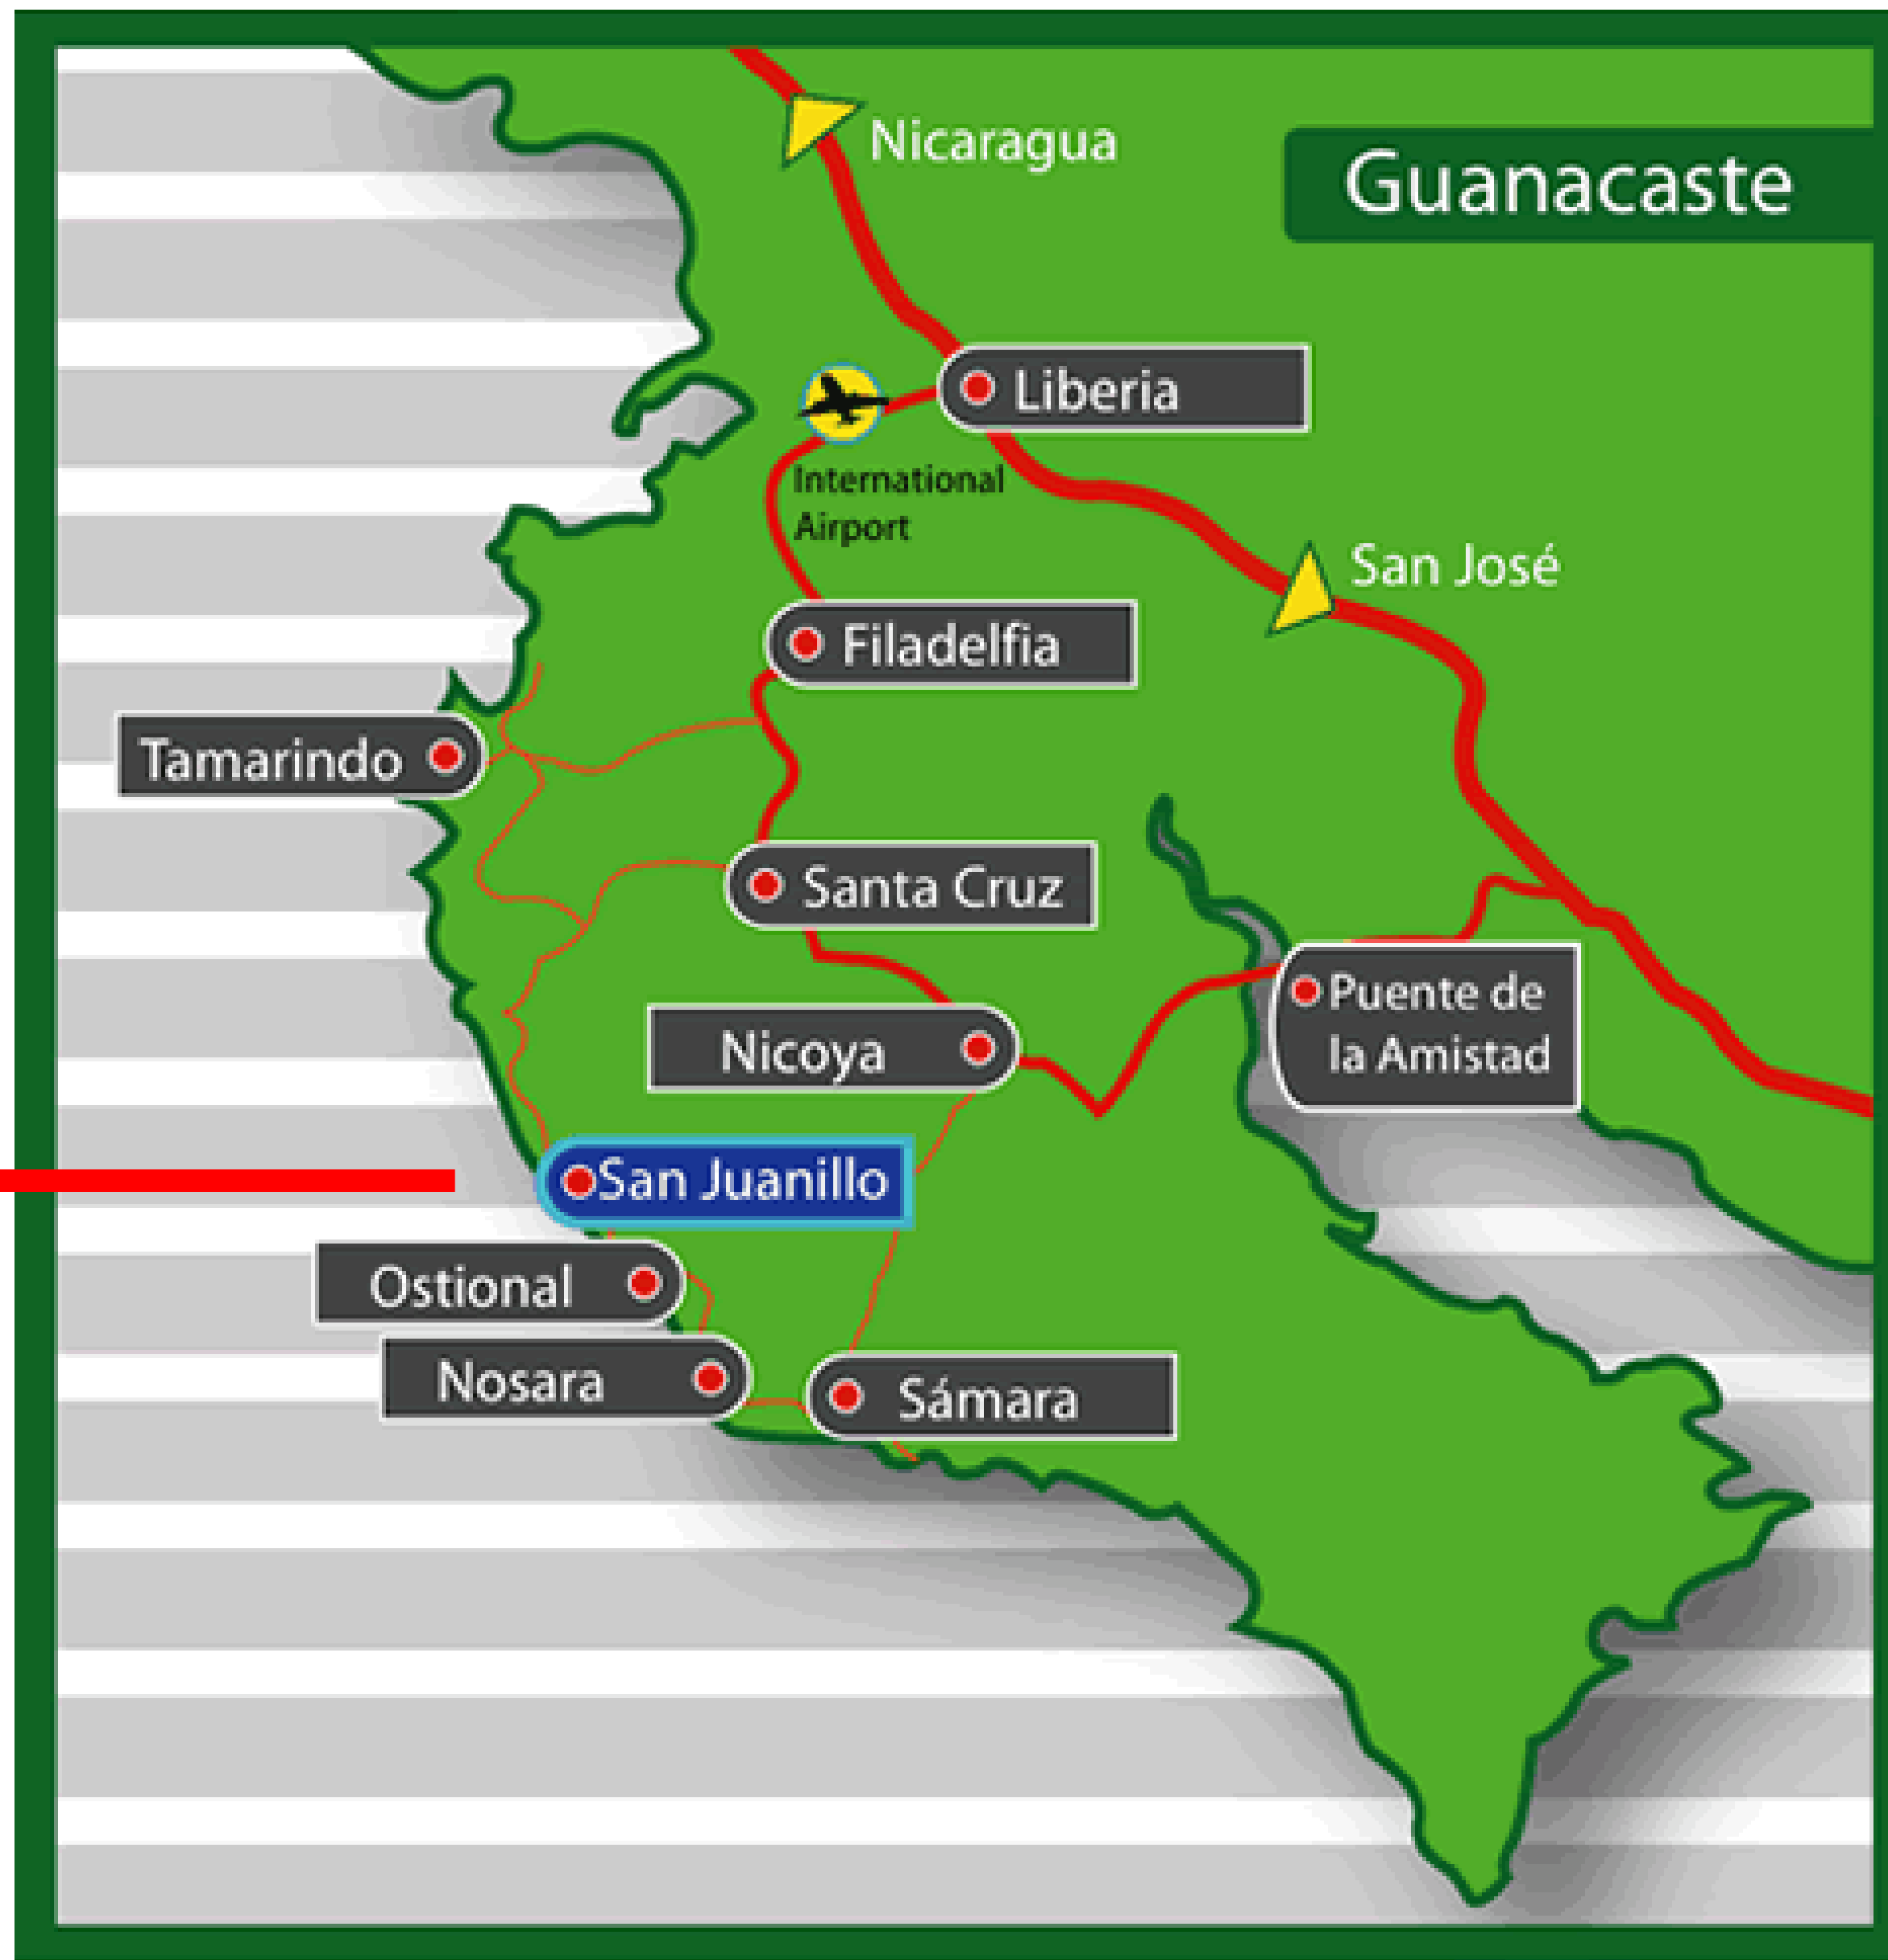 Nicaragua
Guanacaste
Liberia
International
Airport
San José
Filadelfia
Tamarindo
Santa Cruz
Puente de
la Amistad
Nicoya
San Juanillo
Ostional
Nosara
Sámara